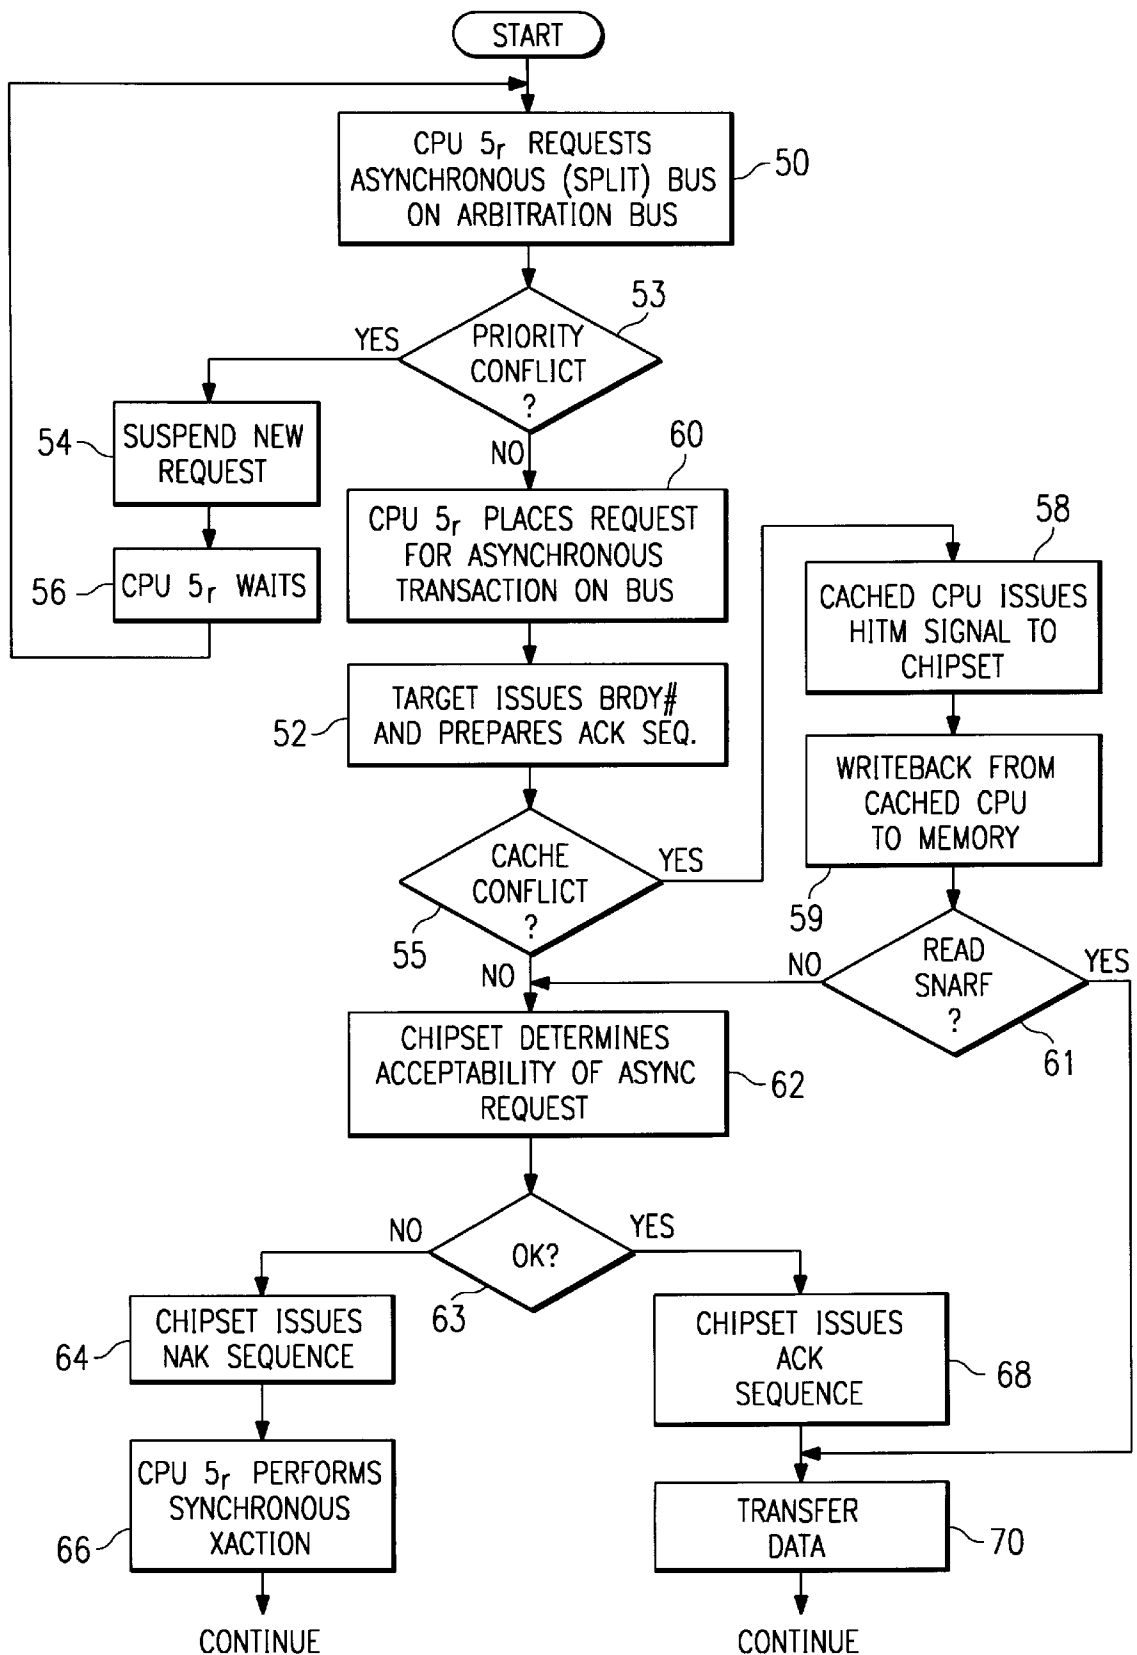 START
CPU 5r REQUESTS
ASYNCHRONOUS (SPLIT) BUS
ON ARBITRATION BUS
50
PRIORITY
CONFLICT
?
53
YES
NO
SUSPEND NEW
REQUEST
54
CPU 5r WAITS
56
60
CPU 5r PLACES REQUEST
FOR ASYNCHRONOUS
TRANSACTION ON BUS
TARGET ISSUES BRDY#
AND PREPARES ACK SEQ.
52
CACHE
CONFLICT
?
55
YES
NO
58
CACHED CPU ISSUES
HITM SIGNAL TO
CHIPSET
WRITEBACK FROM
CACHED CPU
TO MEMORY
59
READ
SNARF
?
61
NO
YES
CHIPSET DETERMINES
ACCEPTABILITY OF ASYNC
REQUEST
62
OK?
63
NO
YES
CHIPSET ISSUES
NAK SEQUENCE
64
CPU 5r PERFORMS
SYNCHRONOUS
XACTION
66
CONTINUE
CHIPSET ISSUES
ACK
SEQUENCE
68
TRANSFER
DATA
70
CONTINUE